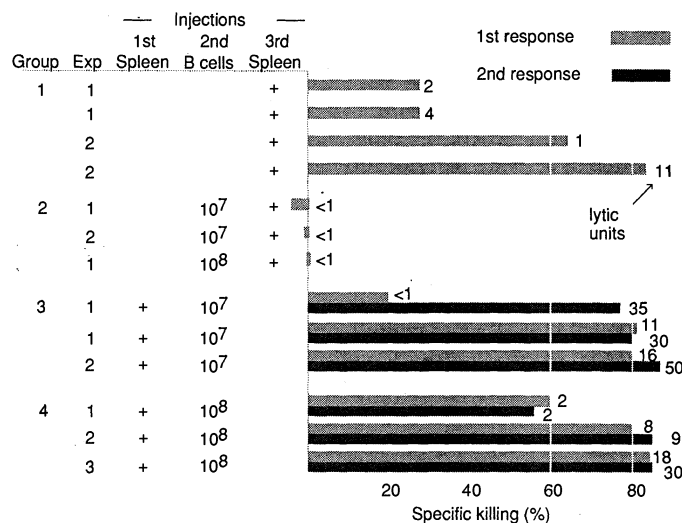 Injections
1st 2nd 3rd
Group Exp Spleen B cells Spleen
1st response
2nd response
1 1 + 2
1 + 4
2 + 1
2 + 11
lytic
units
2 1 10⁷ + <1
2 10⁷ + <1
1 10⁸ + <1
<1
3 1 + 10⁷ 35
11
1 + 10⁷ 30
16
2 + 10⁷ 50
2
4 1 + 10⁸ 2
8
2 + 10⁸ 9
18
3 + 10⁸ 30
20 40 60 80
Specific killing (%)